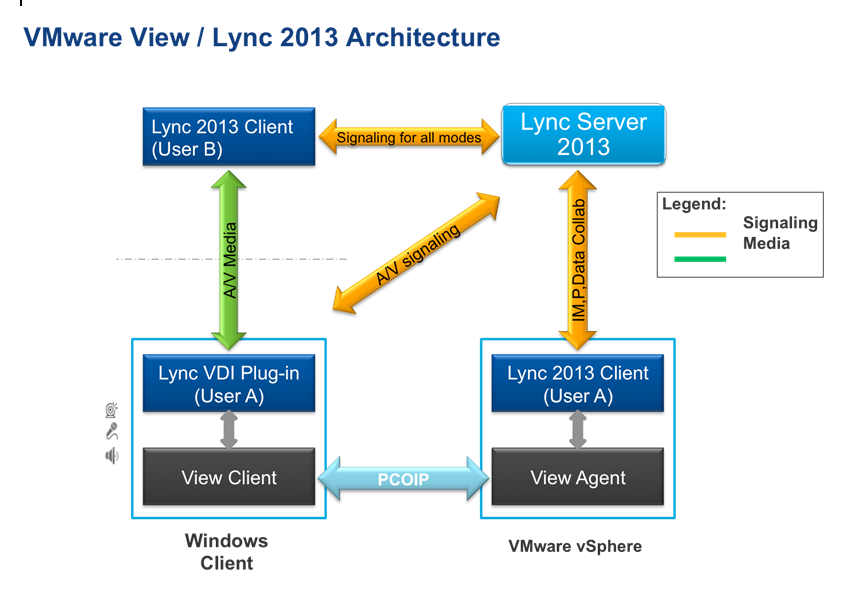 VMware View / Lync 2013 Architecture
Lync 2013 Client
(User B)
Signaling for all modes
Lync Server
2013
Legend:
Signaling
Media
A/V Media
A/V signaling
IM,P,Data Collab
Lync VDI Plug-in
(User A)
Lync 2013 Client
(User A)
View Client
PCOIP
View Agent
Windows
Client
VMware vSphere